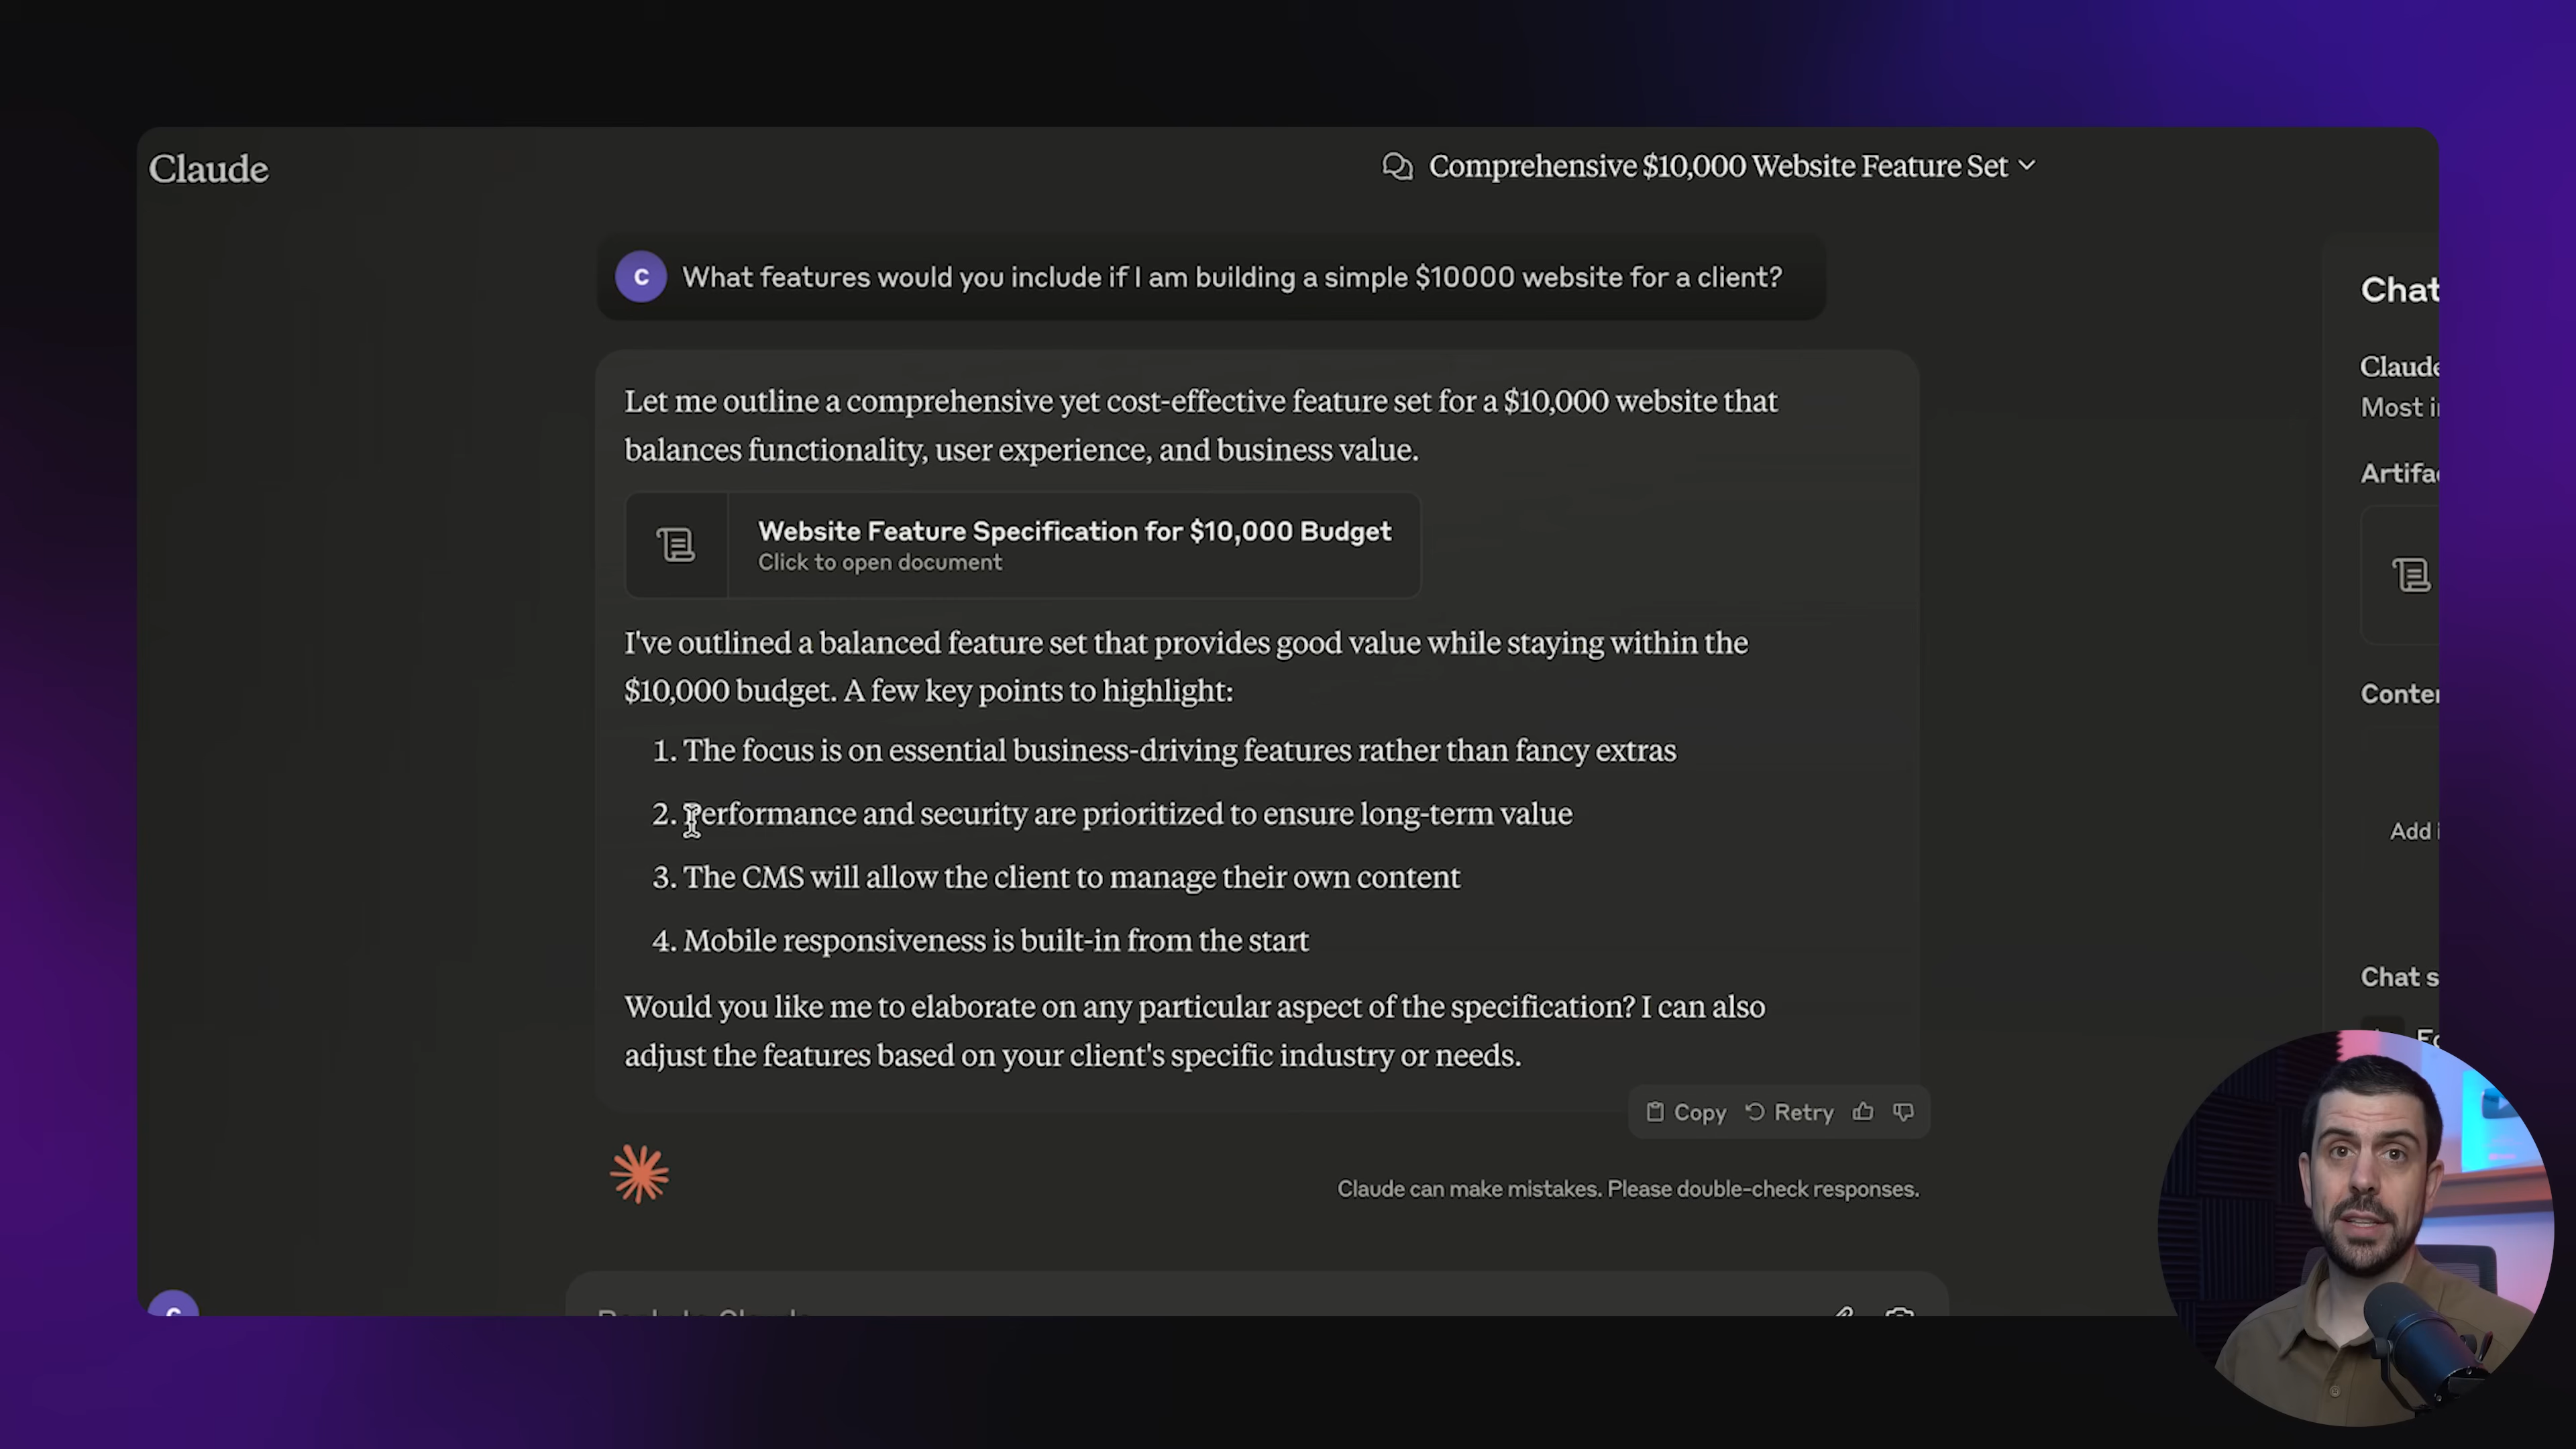 Claude
Comprehensive $10,000 Website Feature Set
C
What features would you include if I am building a simple $10000 website for a client?
Let me outline a comprehensive yet cost-effective feature set for a $10,000 website that
balances functionality, user experience, and business value.
Website Feature Specification for $10,000 Budget
Click to open document
I've outlined a balanced feature set that provides good value while staying within the
$10,000 budget. A few key points to highlight:
1. The focus is on essential business-driving features rather than fancy extras
2. Performance and security are prioritized to ensure long-term value
3. The CMS will allow the client to manage their own content
4. Mobile responsiveness is built-in from the start
Would you like me to elaborate on any particular aspect of the specification? I can also
adjust the features based on your client's specific industry or needs.
Copy Retry
Claude can make mistakes. Please double-check responses.
Chat
Claude
Most i
Artifa
Conte
Add i
Chat s